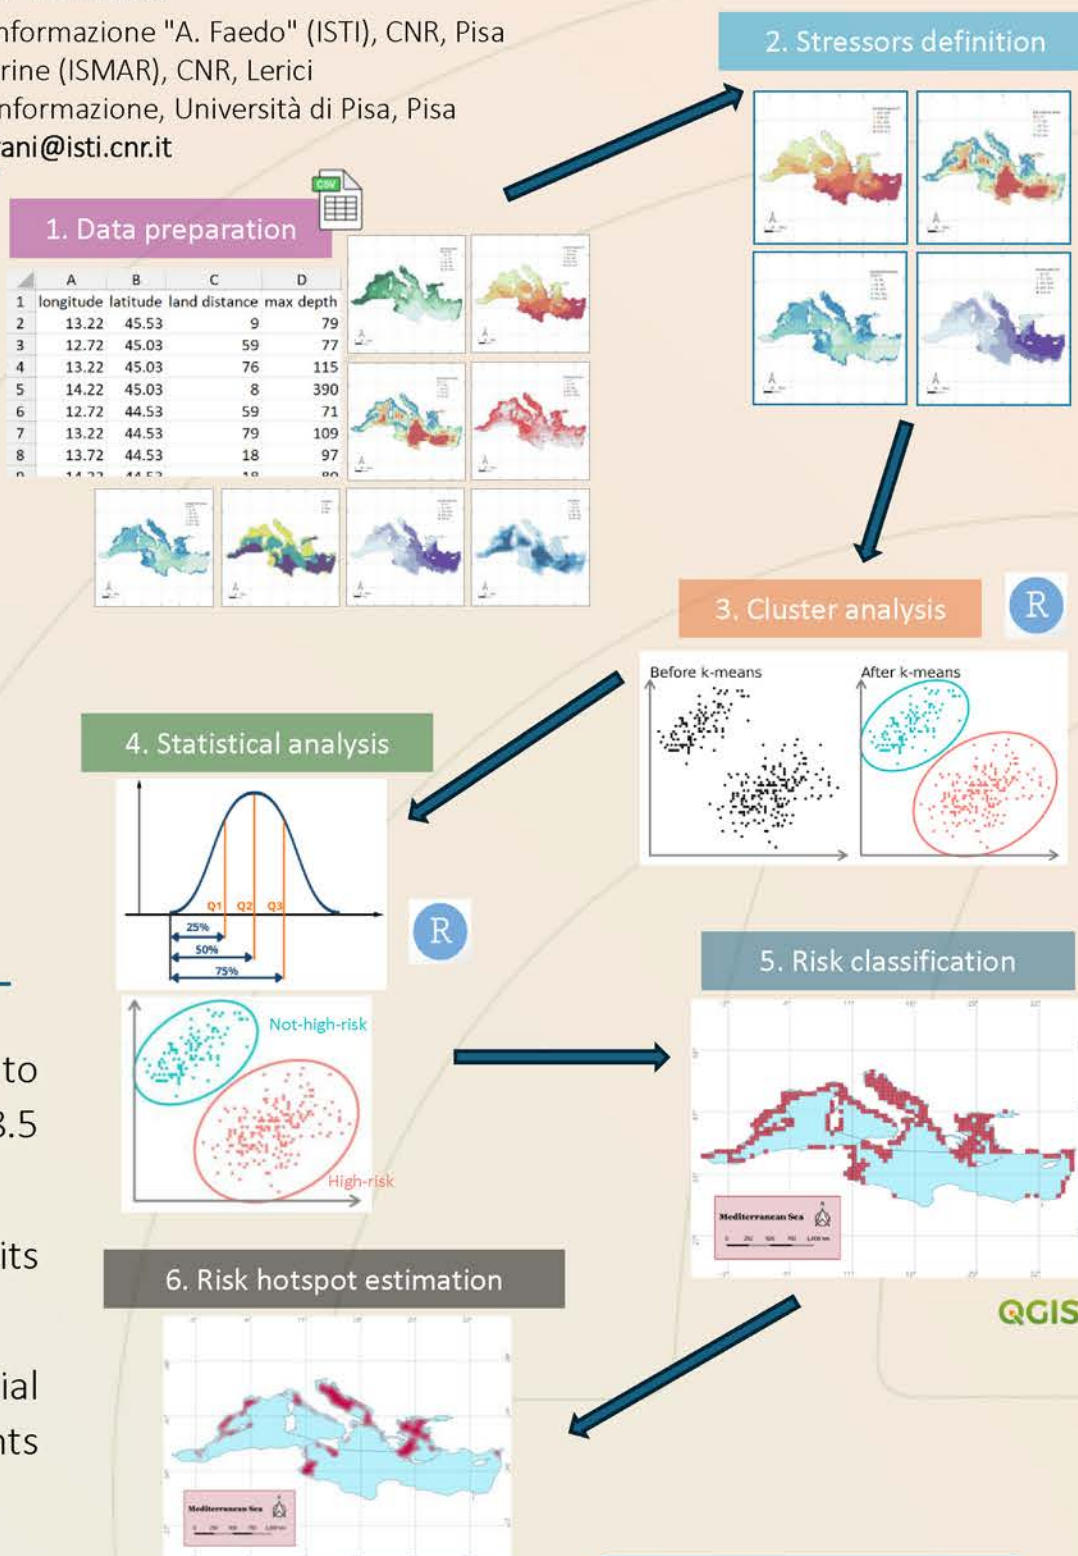 nformazione "A. Faedo" (ISTI), CNR, Pisa
rine (ISMAR), CNR, Lerici
nformazione, Università di Pisa, Pisa
rani@isti.cnr.it
2. Stressors definition
CSV
1. Data preparation
A B C D
1 longitude latitude land distance max depth
2 13.22 45.53 9 79
3 12.72 45.03 59 77
4 13.22 45.03 76 115
5 14.22 45.03 8 390
6 12.72 44.53 59 71
7 13.22 44.53 79 109
8 13.72 44.53 18 97
3. Cluster analysis
R
Before k-means
After k-means
4. Statistical analysis
Q1 Q2 Q3
25%
50%
75%
R
Not-high-risk
High-risk
5. Risk classification
Mediterranean Sea
QGIS
to
8.5
its
ial
nts
6. Risk hotspot estimation
Mediterranean Sea